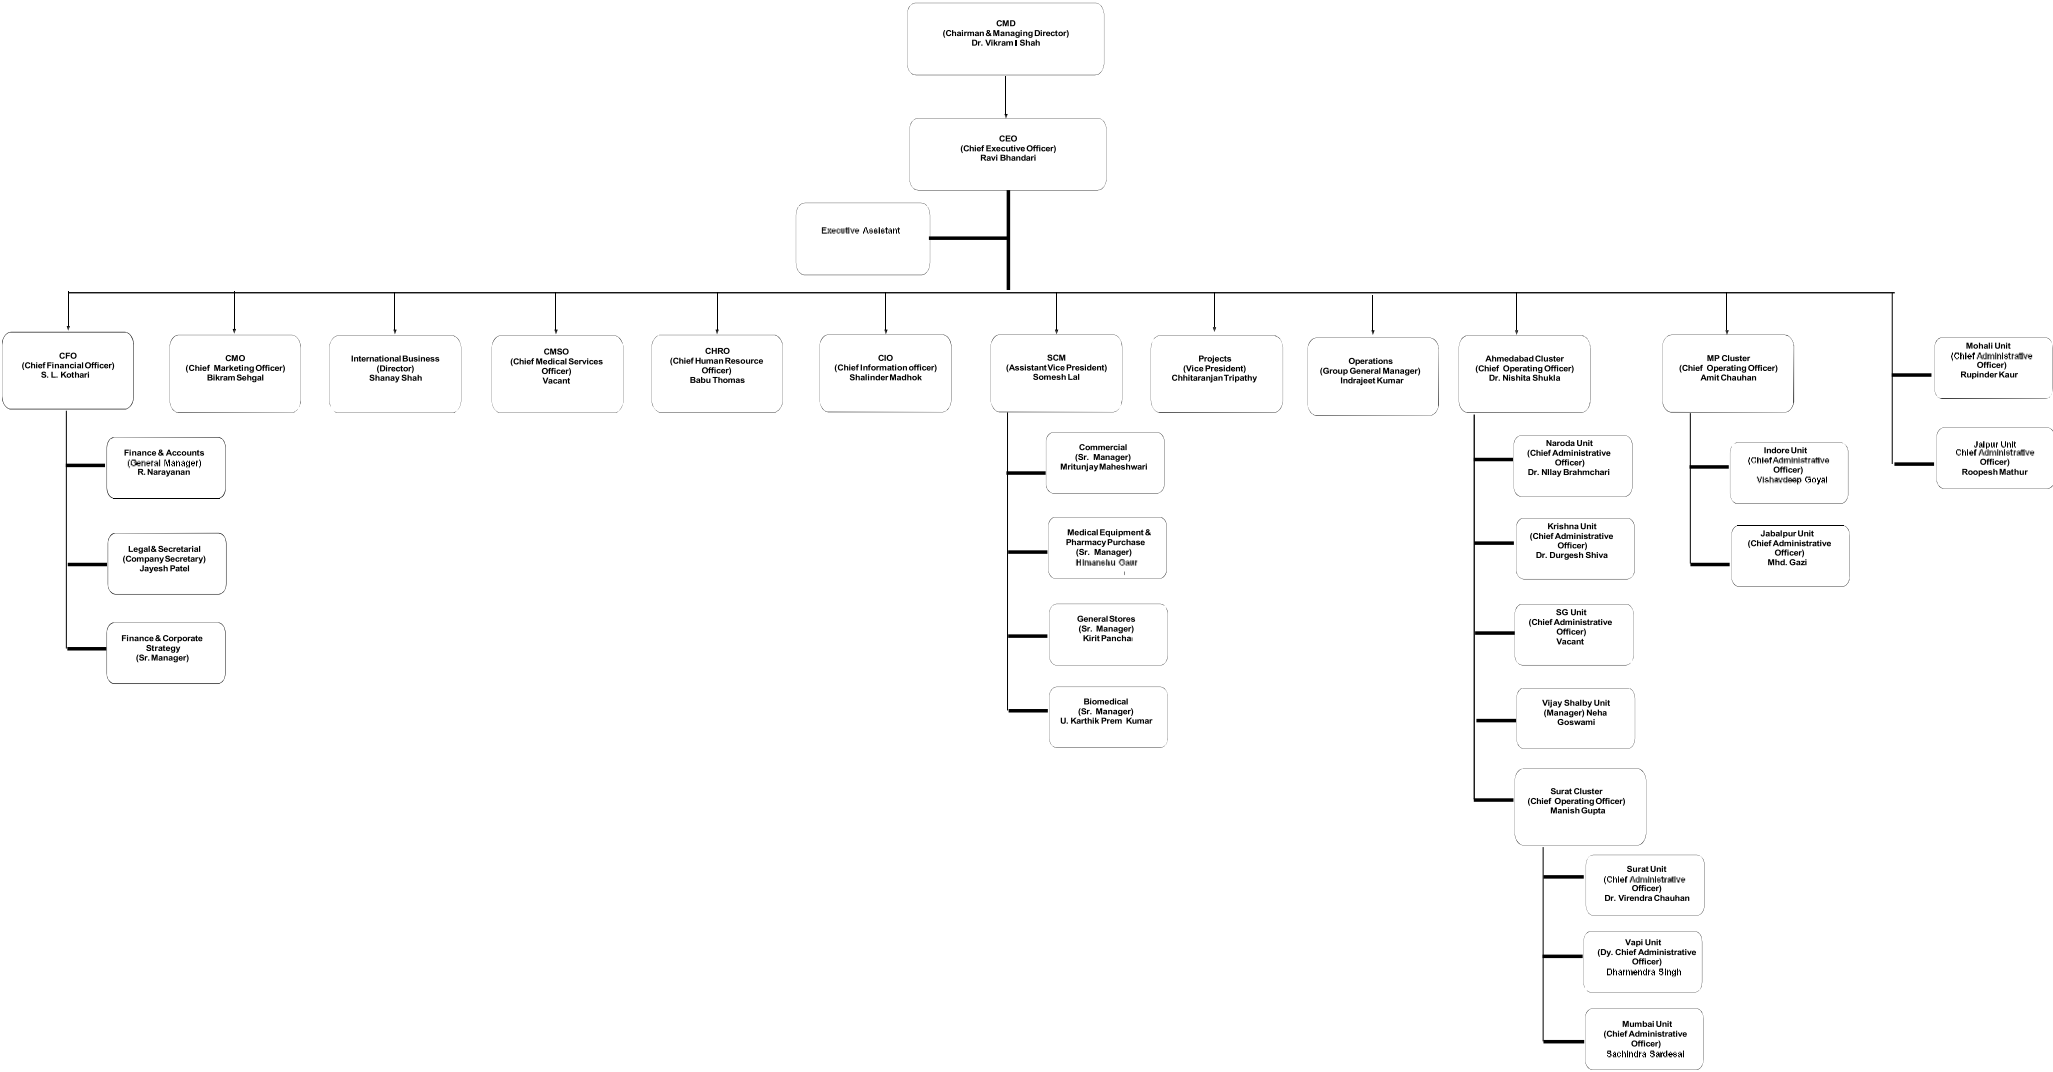 CMD
(Chairman & Managing Director)
Dr. Vikram I Shah
CEO
(Chief Executive Officer)
Ravi Bhandari
Executive Assistant
CFO
(Chief Financial Officer)
S. L. Kothari
CMO
(Chief Marketing Officer)
Bikram Sehgal
International Business
(Director)
Shanay Shah
CMSO
(Chief Medical Services
Officer)
Vacant
CHRO
(Chief Human Resource
Officer)
Babu Thomas
CIO
(Chief Information officer)
Shalinder Madhok
SCM
(Assistant Vice President)
Somesh Lal
Projects
(Vice President)
Chhitaranjan Tripathy
Operations
(Group General Manager)
Indrajeet Kumar
Ahmedabad Cluster
(Chief Operating Officer)
Dr. Nishita Shukla
MP Cluster
(Chief Operating Officer)
Amit Chauhan
Mohali Unit
(Chief Administrative
Officer)
Rupinder Kaur
Jaipur Unit
Chief Administrative
Officer)
Roopesh Mathur
Finance & Accounts
(General Manager)
R. Narayanan
Legal & Secretarial
(Company Secretary)
Jayesh Patel
Finance & Corporate
Strategy
(Sr. Manager)
Commercial
(Sr. Manager)
Mritunjay Maheshwari
Medical Equipment &
Pharmacy Purchase
(Sr. Manager)
Himanshu Gaur
General Stores
(Sr. Manager)
Kirit Panchal
Biomedical
(Sr. Manager)
U. Karthik Prem Kumar
Naroda Unit
(Chief Administrative
Officer)
Dr. NIlay Brahmchari
Krishna Unit
(Chief Administrative
Officer)
Dr. Durgesh Shiva
SG Unit
(Chief Administrative
Officer)
Vacant
Vijay Shalby Unit
(Manager) Neha
Goswami
Surat Cluster
(Chief Operating Officer)
Manish Gupta
Surat Unit
(Chief Administrative
Officer)
Dr. Virendra Chauhan
Vapi Unit
(Dy. Chief Administrative
Officer)
Dharmendra Singh
Mumbai Unit
(Chief Administrative
Officer)
Sachindra Sardesai
Indore Unit
(Chief Administrative
Officer)
Vishavdeep Goyal
Jabalpur Unit
(Chief Administrative
Officer)
Mhd. Gazi